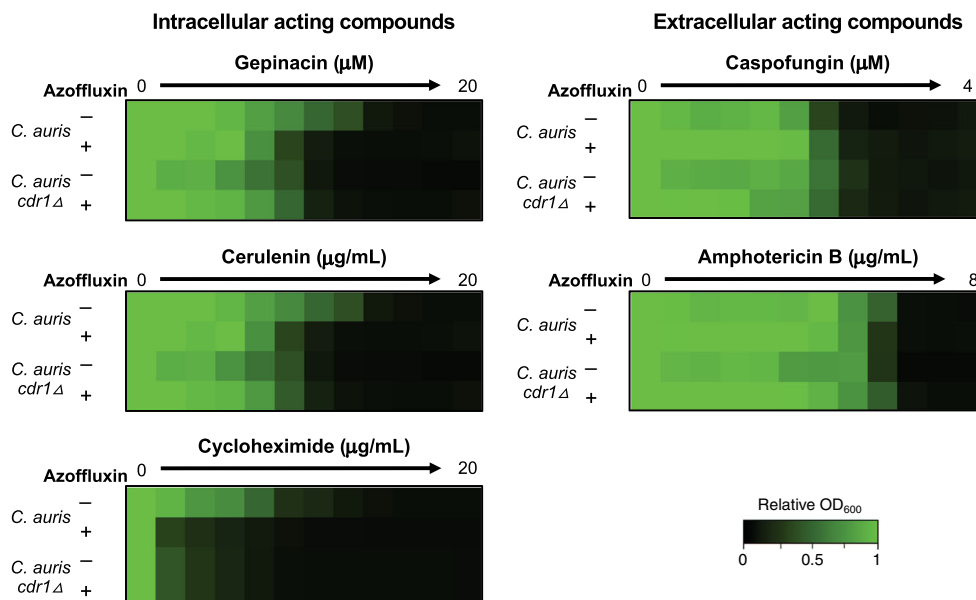 Intracellular acting compounds
Gepinacin (μM)
Azoffluxin 0 20
C. auris − +
C. auris cdr1Δ − +
Cerulenin (μg/mL)
Azoffluxin 0 20
C. auris − +
C. auris cdr1Δ − +
Cycloheximide (μg/mL)
Azoffluxin 0 20
C. auris − +
C. auris cdr1Δ − +
Extracellular acting compounds
Caspofungin (μM)
Azoffluxin 0 4
C. auris − +
C. auris cdr1Δ − +
Amphotericin B (μg/mL)
Azoffluxin 0 8
C. auris − +
C. auris cdr1Δ − +
Relative OD600
0 0.5 1